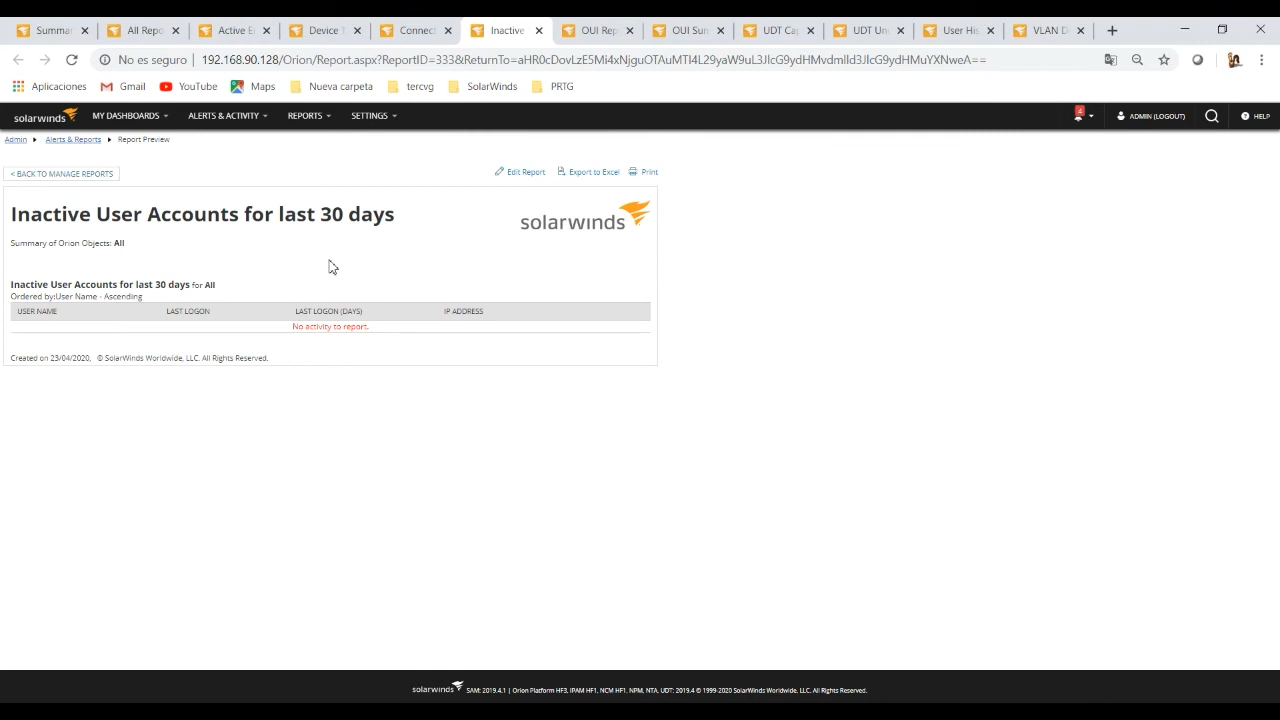 Summar
All Repo
Active E
Device T
Connect
Inactive
OUI Rep
OUI Sum
UDT Cap
UDT Un
User His
VLAN D
No es seguro
192.168.90.128/Orion/Report.aspx?ReportID=333&ReturnTo=
Aplicaciones
Gmail
YouTube
Maps
Nueva carpeta
tercvg
SolarWinds
PRTG
solarwinds
MY DASHBOARDS
ALERTS & ACTIVITY
REPORTS
SETTINGS
4
ADMIN (LOGOUT)
HELP
Admin
Alerts & Reports
Report Preview
< BACK TO MANAGE REPORTS
Edit Report
Export to Excel
Print
Inactive User Accounts for last 30 days
solarwinds
Summary of Orion Objects: All
Inactive User Accounts for last 30 days for All
Ordered by:User Name - Ascending
USER NAME
LAST LOGON
LAST LOGON (DAYS)
IP ADDRESS
No activity to report.
Created on 23/04/2020, © SolarWinds Worldwide, LLC. All Rights Reserved.
solarwinds SAM: 2019.4.1 | Orion Platform HF3, IPAM HF1, NCM HF1, NPM, NTA, UDT: 2019.4 © 1999-2020 SolarWinds Worldwide, LLC. All Rights Reserved.